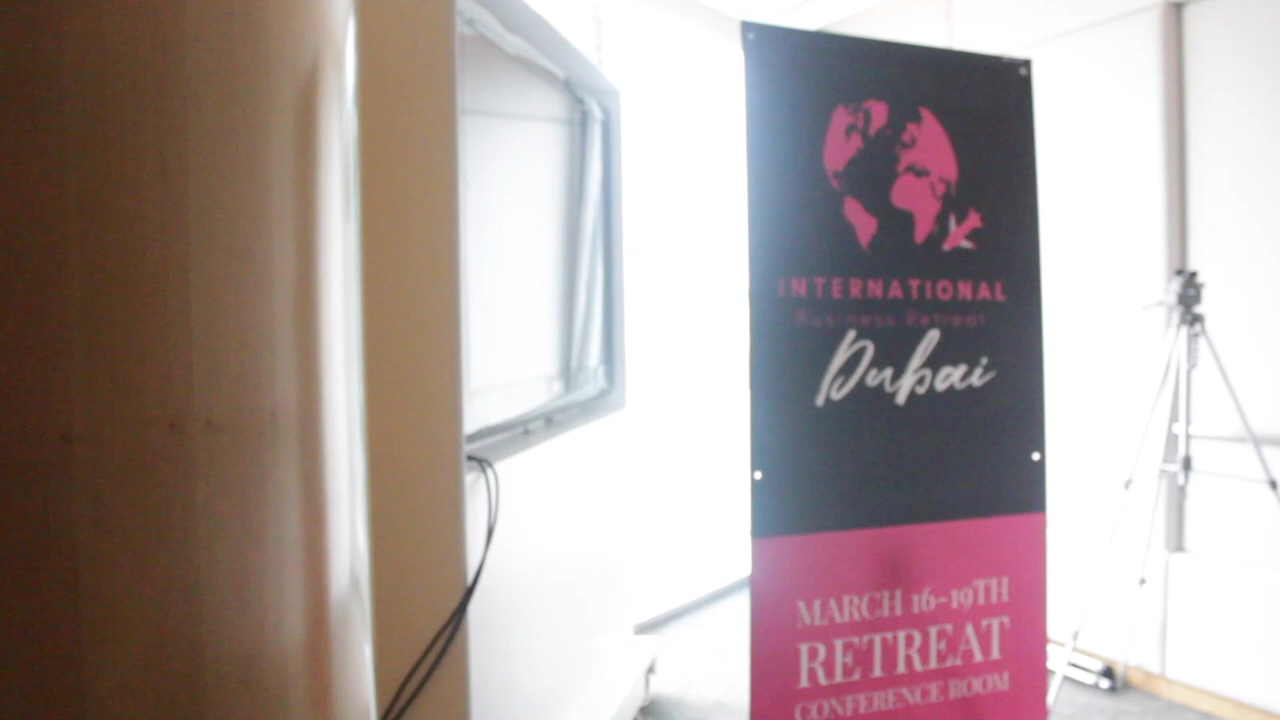 INTERNATIONAL
Business Retreat
Dubai
MARCH 16-19TH
RETREAT
CONFERENCE ROOM